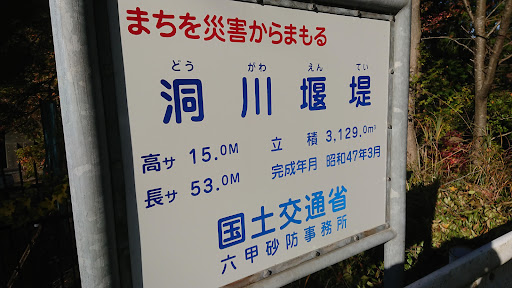 まちを災害からまもる
どう がわ えん てい
洞川堰堤
高サ 15.0M 立積 3,129.0m³
長サ 53.0M 完成年月 昭和47年3月
国土交通省
六甲砂防事務所